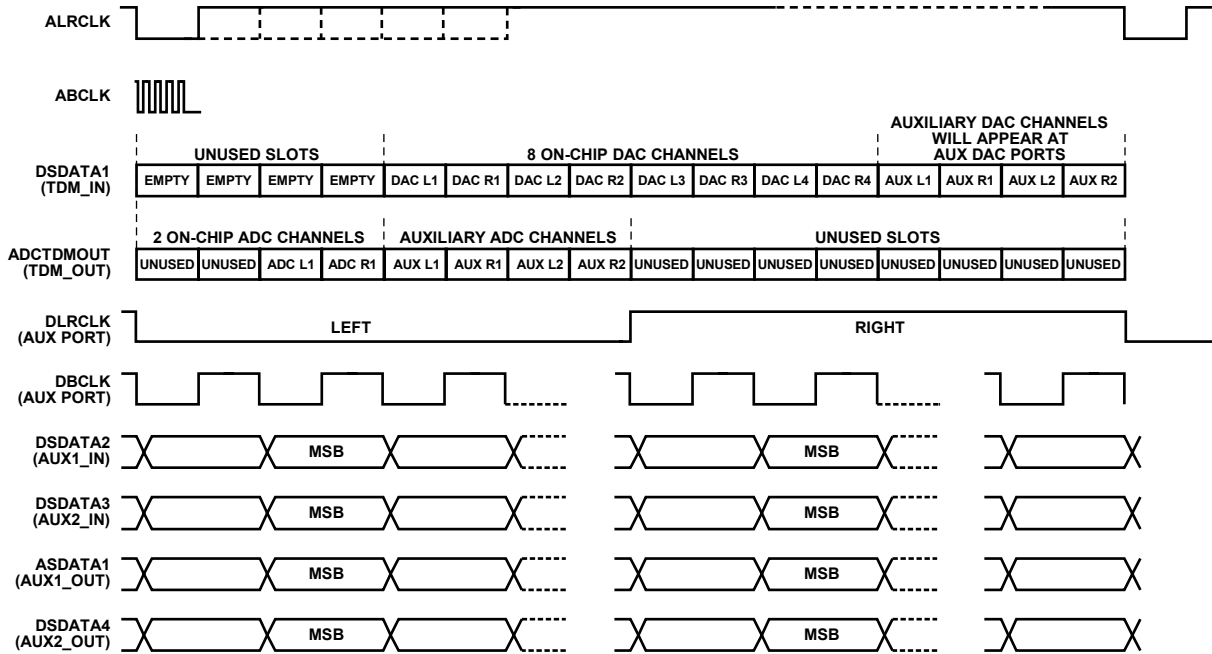 ALRCLK
ABCLK
AUXILIARY DAC CHANNELS
WILL APPEAR AT
AUX DAC PORTS
UNUSED SLOTS
8 ON-CHIP DAC CHANNELS
DSDATA1
(TDM_IN)
EMPTY EMPTY EMPTY EMPTY DAC L1 DAC R1 DAC L2 DAC R2 DAC L3 DAC R3 DAC L4 DAC R4 AUX L1 AUX R1 AUX L2 AUX R2
2 ON-CHIP ADC CHANNELS
AUXILIARY ADC CHANNELS
UNUSED SLOTS
ADCTDMOUT
(TDM_OUT)
UNUSED UNUSED ADC L1 ADC R1 AUX L1 AUX R1 AUX L2 AUX R2 UNUSED UNUSED UNUSED UNUSED UNUSED UNUSED UNUSED UNUSED
DLRCLK
(AUX PORT)
LEFT
RIGHT
DBCLK
(AUX PORT)
DSDATA2
(AUX1_IN)
MSB
MSB
DSDATA3
(AUX2_IN)
MSB
MSB
ASDATA1
(AUX1_OUT)
MSB
MSB
DSDATA4
(AUX2_OUT)
MSB
MSB